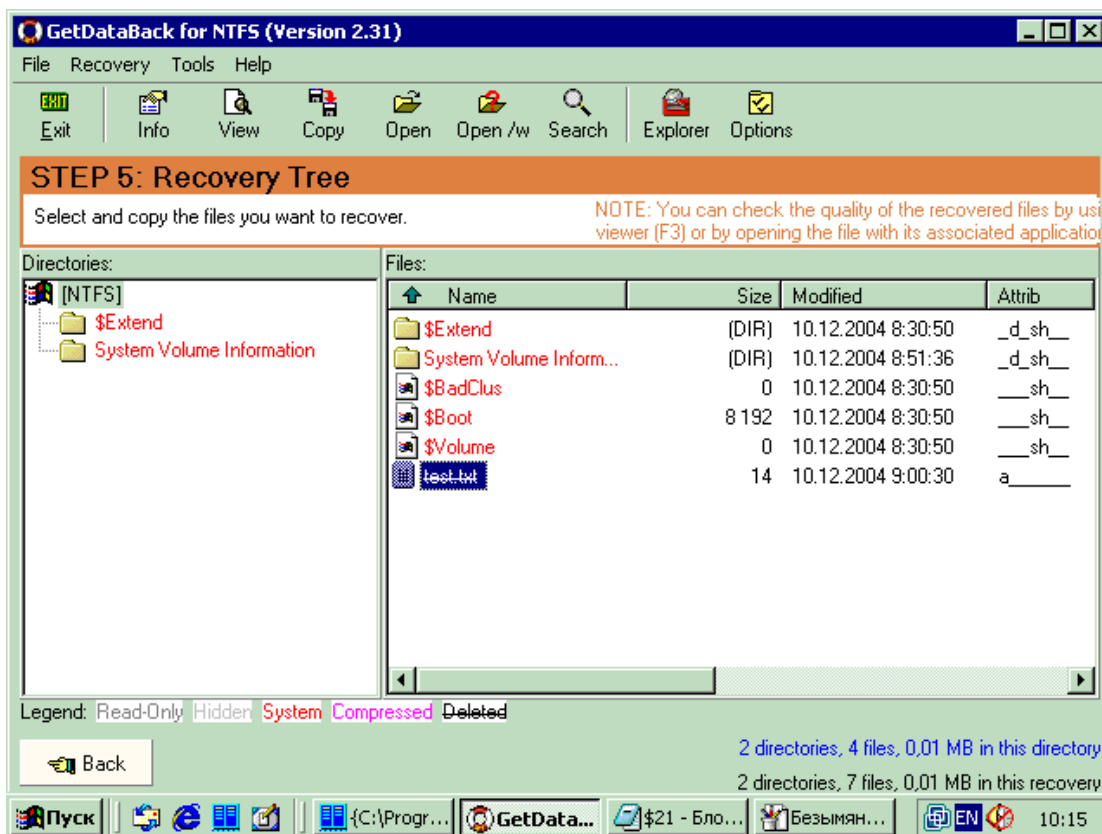 GetDataBack for NTFS (Version 2.31)
File Recovery Tools Help
EXIT
Exit Info View Copy Open Open /w Search Explorer Options
STEP 5: Recovery Tree
Select and copy the files you want to recover.
NOTE: You can check the quality of the recovered files by usi
viewer (F3) or by opening the file with its associated applicatio
Directories:
[NTFS]
$Extend
System Volume Information
Files:
Name Size Modified Attrib
$Extend (DIR) 10.12.2004 8:30:50 _d_sh__
System Volume Inform... (DIR) 10.12.2004 8:51:36 _d_sh__
$BadClus 0 10.12.2004 8:30:50 ___sh__
$Boot 8 192 10.12.2004 8:30:50 ___sh__
$Volume 0 10.12.2004 8:30:50 ___sh__
test.txt 14 10.12.2004 9:00:30 a______
Legend: Read-Only Hidden System Compressed Deleted
Back
2 directories, 4 files, 0,01 MB in this directory
2 directories, 7 files, 0,01 MB in this recovery
Пуск {C:\Progr... GetData... $21 - Бло... Безымян... EN 10:15